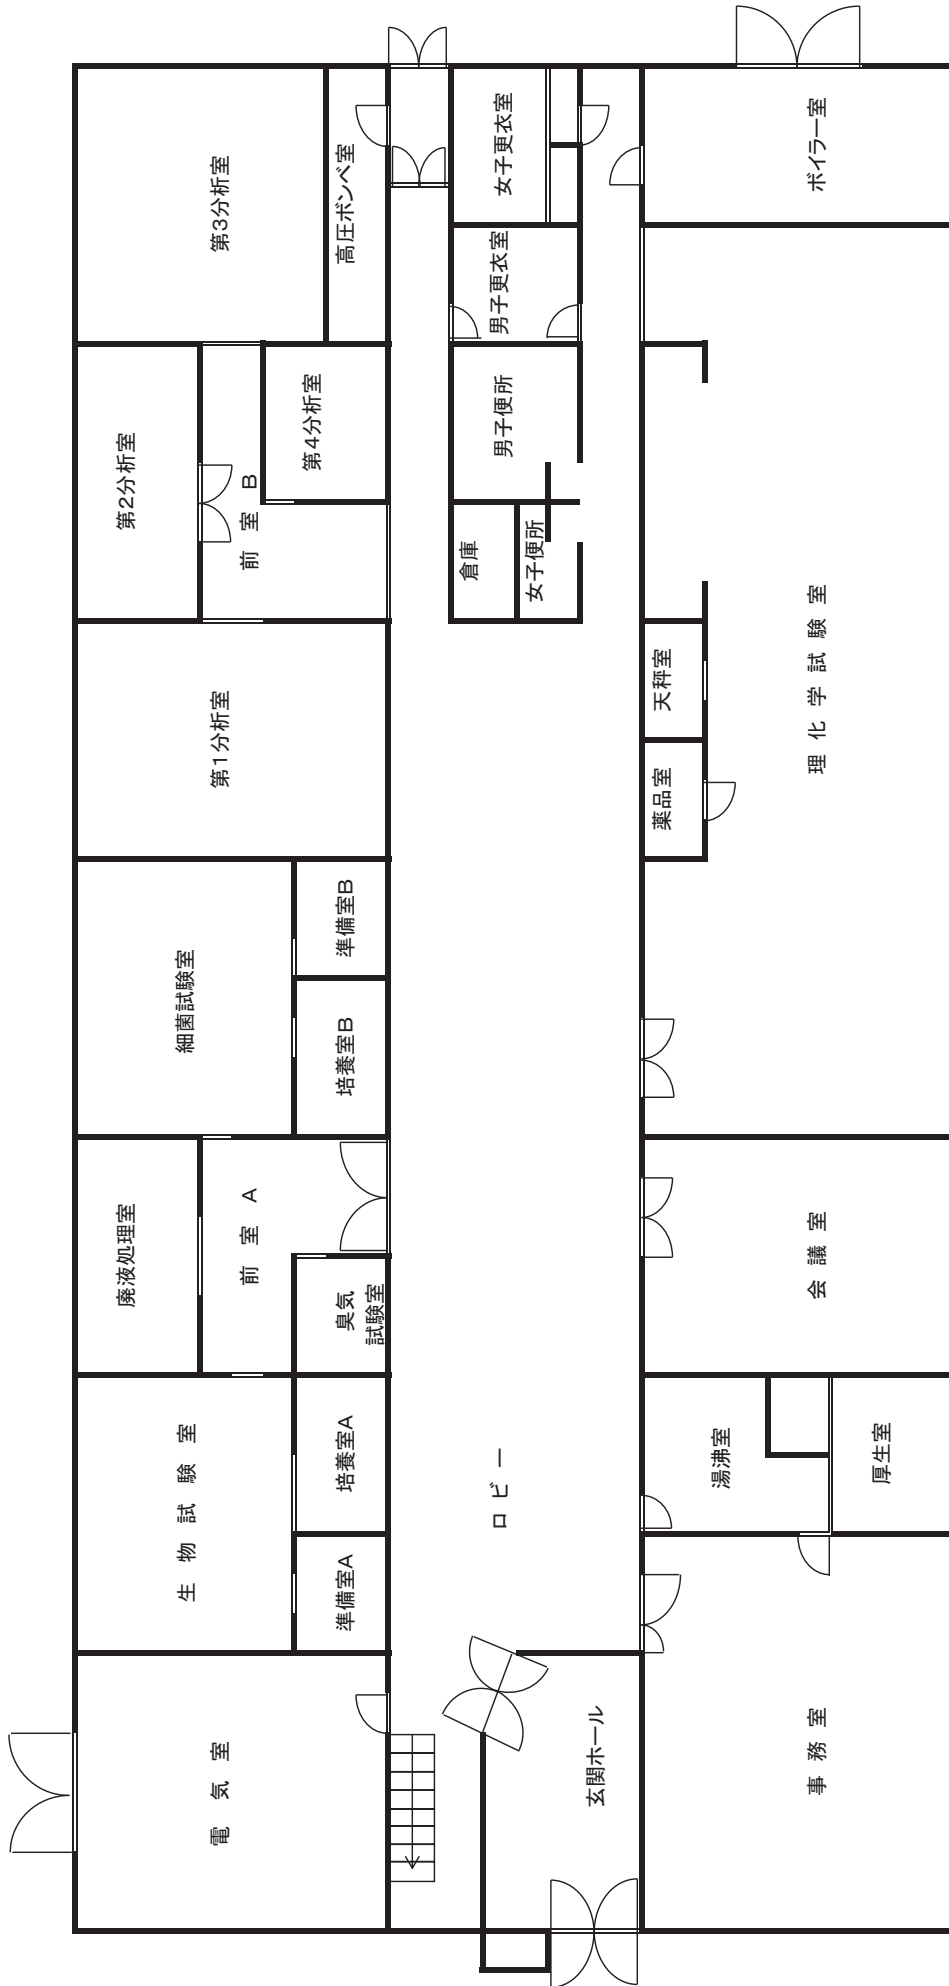 第3分析室
高圧ボンベ室
女子更衣室
ボイラー室
男子更衣室
第2分析室
前室B
第4分析室
男子便所
倉庫
女子便所
第1分析室
天秤室
薬品室
理化学試験室
細菌試験室
準備室B
培養室B
廃液処理室
前室A
臭気
試験室
会議室
生物試験室
培養室A
準備室A
ロビー
湯沸室
厚生室
電気室
玄関ホール
事務室